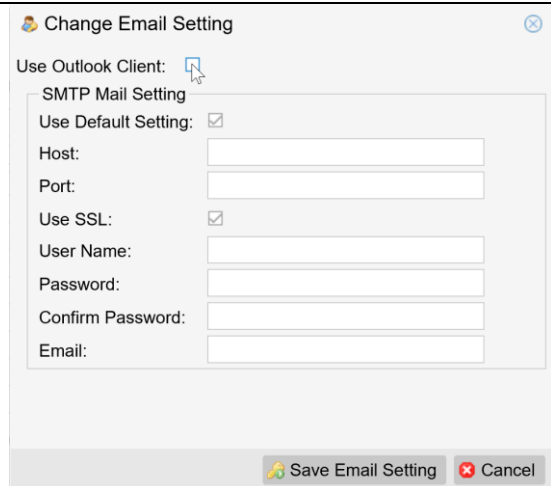 Change Email Setting
Use Outlook Client:
SMTP Mail Setting
Use Default Setting:
Host:
Port:
Use SSL:
User Name:
Password:
Confirm Password:
Email:
Save Email Setting Cancel